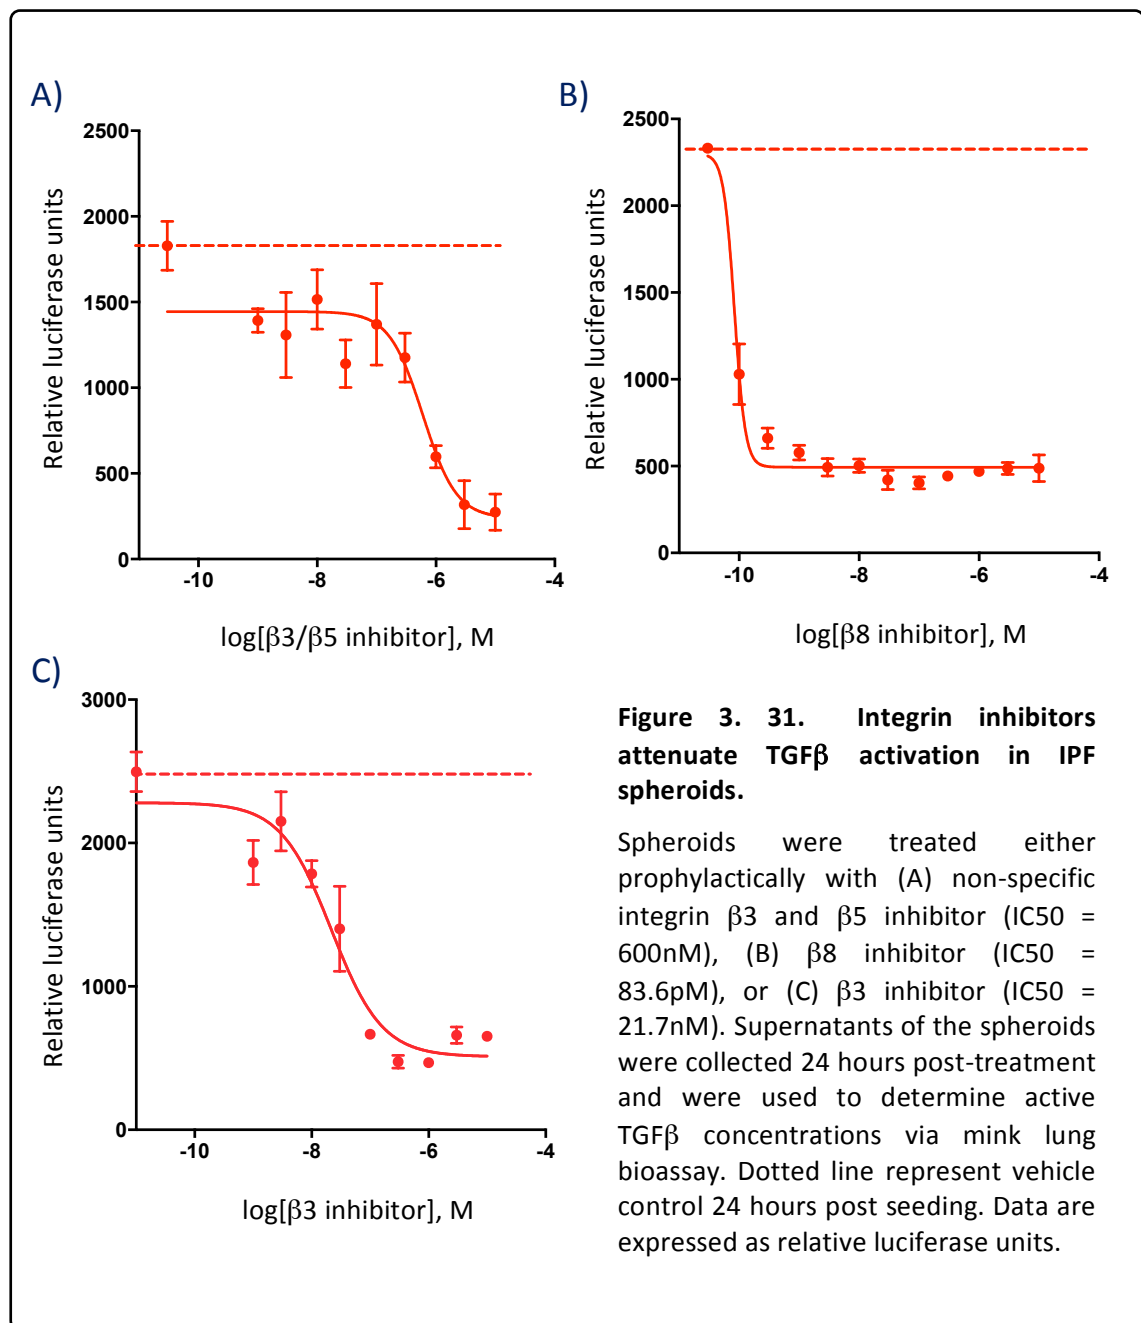 A)
2500
2000
1500
1000
500
0
-10
-8
-6
-4
Relative luciferase units
log[β3/β5 inhibitor], M
B)
2500
2000
1500
1000
500
0
-10
-8
-6
-4
Relative luciferase units
log[β8 inhibitor], M
C)
3000
2000
1000
0
-10
-8
-6
-4
Relative luciferase units
log[β3 inhibitor], M
Figure 3. 31. Integrin inhibitors
attenuate TGFβ activation in IPF
spheroids.
Spheroids were treated either
prophylactically with (A) non-specific
integrin β3 and β5 inhibitor (IC50 =
600nM), (B) β8 inhibitor (IC50 =
83.6pM), or (C) β3 inhibitor (IC50 =
21.7nM). Supernatants of the spheroids
were collected 24 hours post-treatment
and were used to determine active
TGFβ concentrations via mink lung
bioassay. Dotted line represent vehicle
control 24 hours post seeding. Data are
expressed as relative luciferase units.